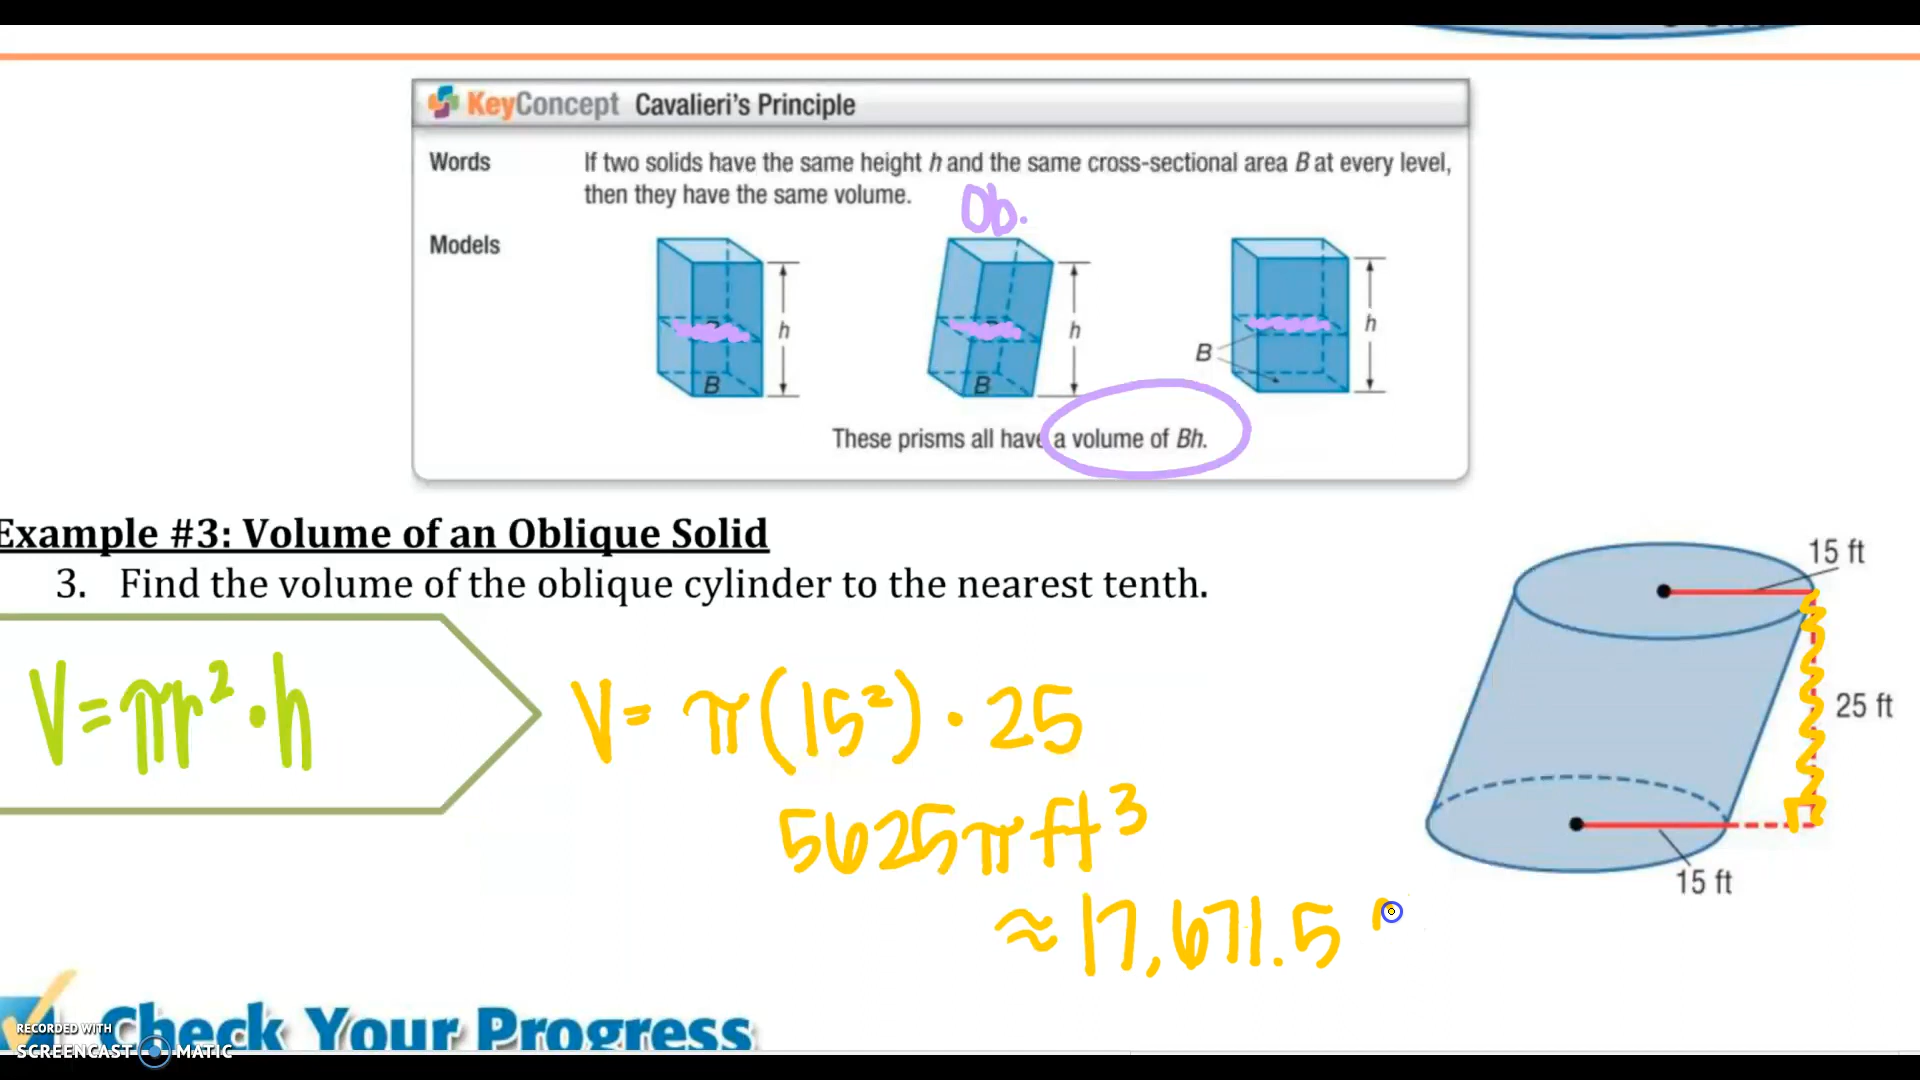 KeyConcept Cavalieri's Principle
Words If two solids have the same height h and the same cross-sectional area B at every level,
then they have the same volume.
Ob.
Models
h
h
h
B
B
B
These prisms all have a volume of Bh.
Example #3: Volume of an Oblique Solid
3. Find the volume of the oblique cylinder to the nearest tenth.
15 ft
V = πr² · h
V = π(15²) · 25
25 ft
5625π ft³
15 ft
≈ 17,671.5
Check Your Progress
RECORDED WITH
SCREENCAST MATIC